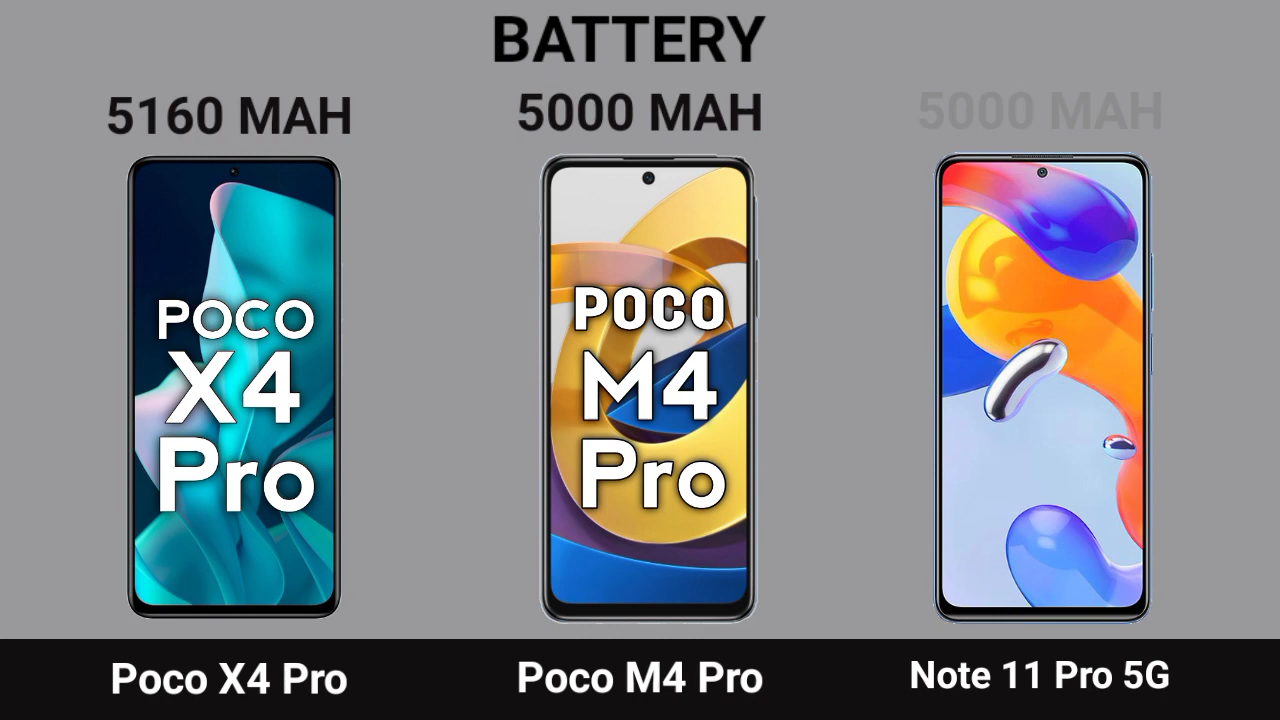 BATTERY
5160 MAH
5000 MAH
5000 MAH
POCO
X4
Pro
POCO
M4
Pro
Poco X4 Pro
Poco M4 Pro
Note 11 Pro 5G